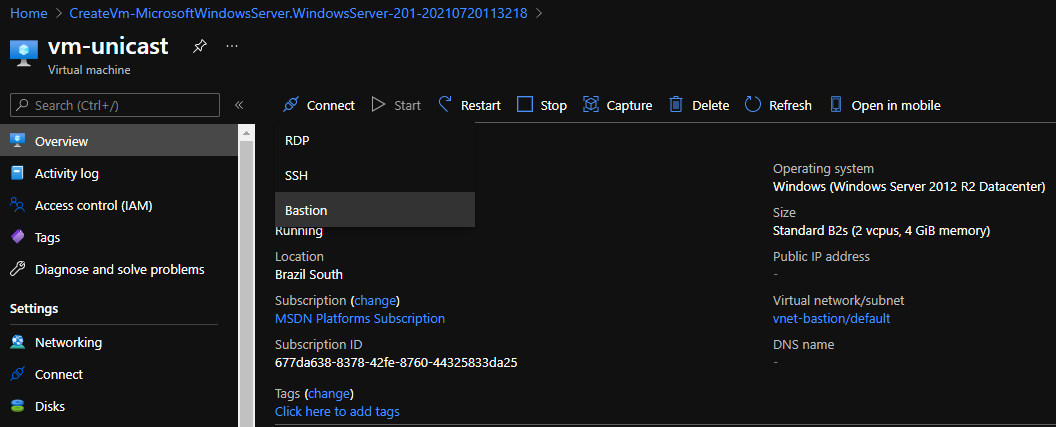 Home > CreateVm-MicrosoftWindowsServer.WindowsServer-201-20210720113218 >
vm-unicast
Virtual machine
Search (Ctrl+/)
Overview
Activity log
Access control (IAM)
Tags
Diagnose and solve problems
Settings
Networking
Connect
Disks
Connect Start Restart Stop Capture Delete Refresh Open in mobile
RDP
SSH
Bastion
Running
Location
Brazil South
Subscription (change)
MSDN Platforms Subscription
Subscription ID
677da638-8378-42fe-8760-44325833da25
Tags (change)
Click here to add tags
Operating system
Windows (Windows Server 2012 R2 Datacenter)
Size
Standard B2s (2 vcpus, 4 GiB memory)
Public IP address
-
Virtual network/subnet
vnet-bastion/default
DNS name
-